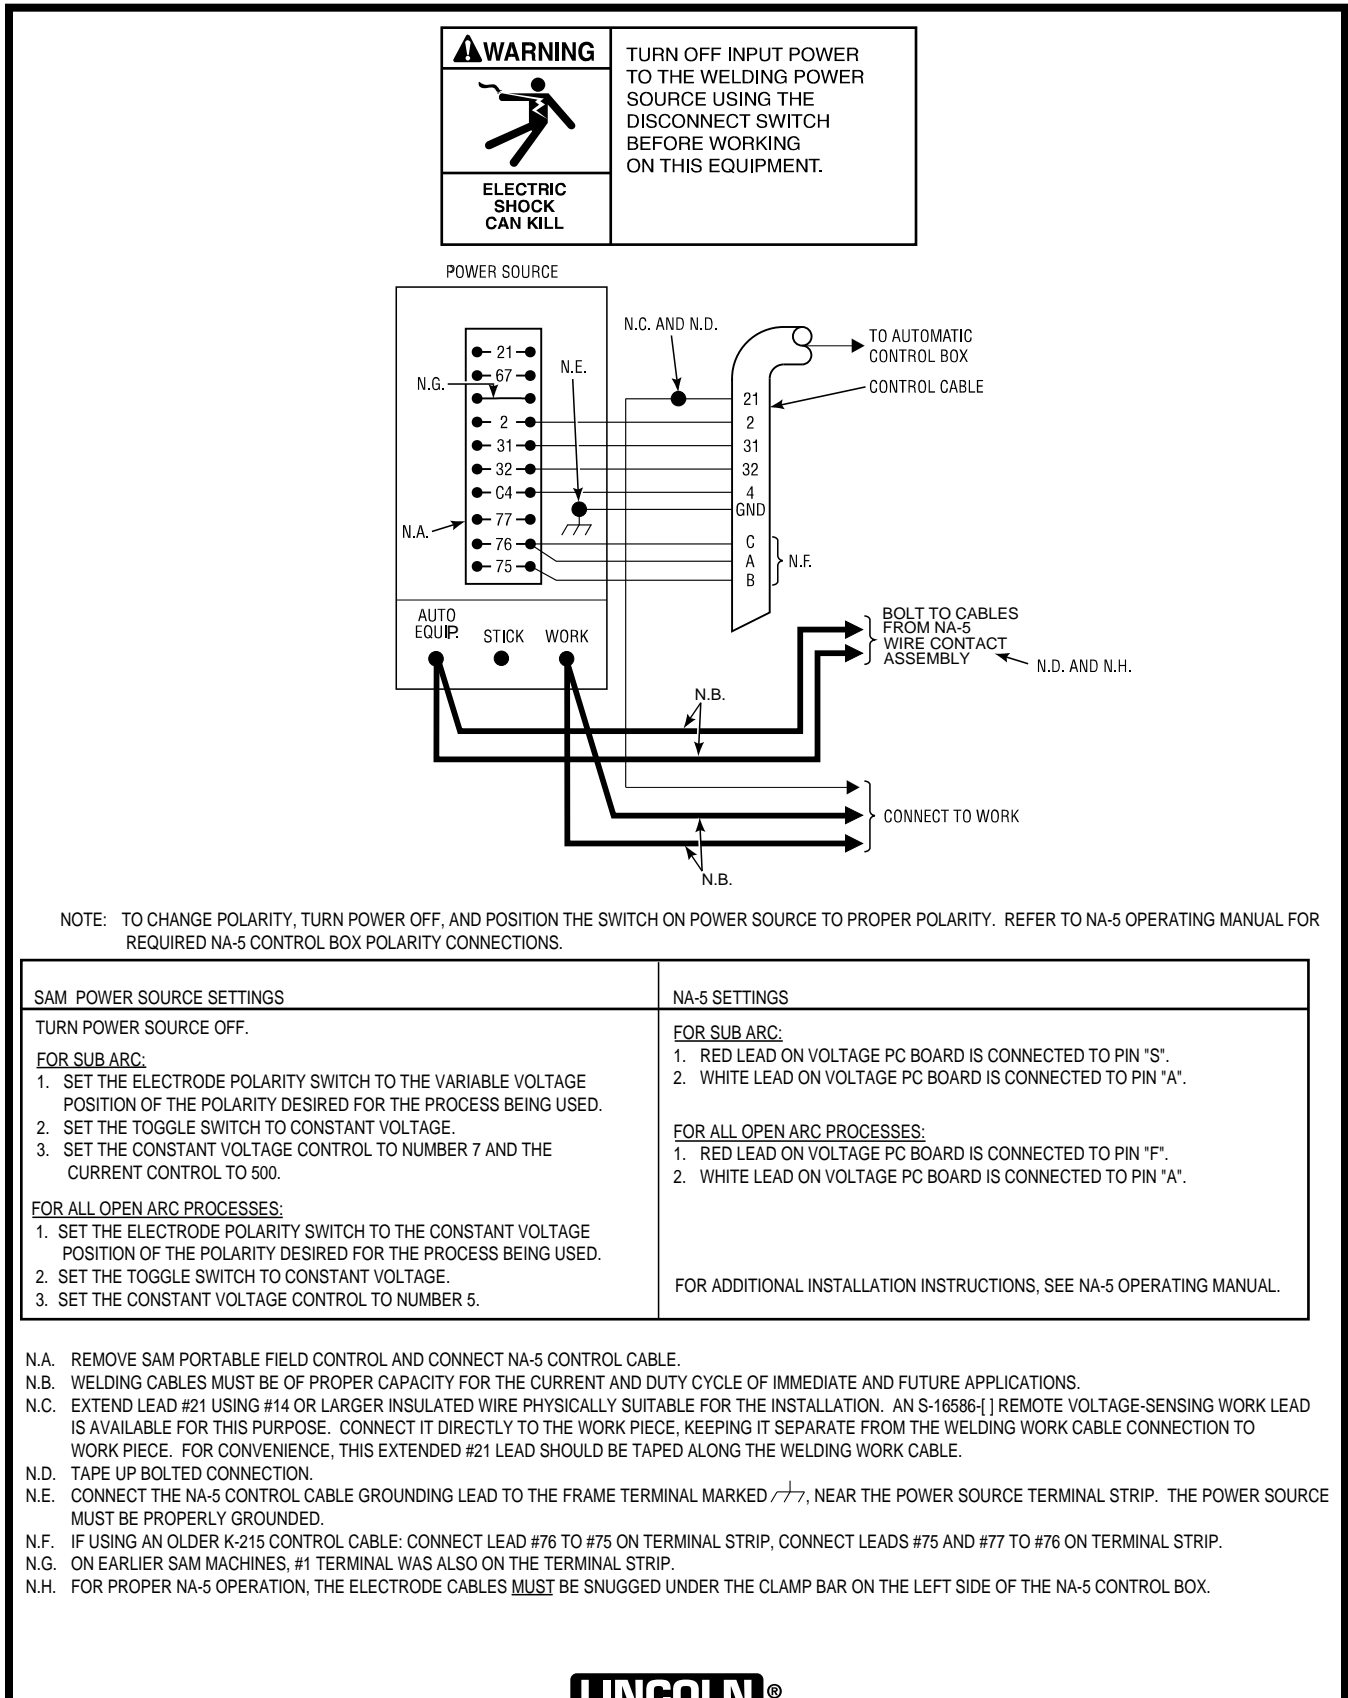 WARNING
ELECTRIC
SHOCK
CAN KILL
TURN OFF INPUT POWER
TO THE WELDING POWER
SOURCE USING THE
DISCONNECT SWITCH
BEFORE WORKING
ON THIS EQUIPMENT.
POWER SOURCE
N.C. AND N.D.
TO AUTOMATIC
CONTROL BOX
CONTROL CABLE
N.E.
N.G.
N.A.
21
67
2
31
32
C4
77
76
75
21
2
31
32
4
GND
C
A
B
N.F.
AUTO
EQUIP.
STICK
WORK
BOLT TO CABLES
FROM NA-5
WIRE CONTACT
ASSEMBLY
N.D. AND N.H.
N.B.
CONNECT TO WORK
N.B.
NOTE: TO CHANGE POLARITY, TURN POWER OFF, AND POSITION THE SWITCH ON POWER SOURCE TO PROPER POLARITY. REFER TO NA-5 OPERATING MANUAL FOR
REQUIRED NA-5 CONTROL BOX POLARITY CONNECTIONS.
SAM POWER SOURCE SETTINGS
TURN POWER SOURCE OFF.
FOR SUB ARC:
1. SET THE ELECTRODE POLARITY SWITCH TO THE VARIABLE VOLTAGE
POSITION OF THE POLARITY DESIRED FOR THE PROCESS BEING USED.
2. SET THE TOGGLE SWITCH TO CONSTANT VOLTAGE.
3. SET THE CONSTANT VOLTAGE CONTROL TO NUMBER 7 AND THE
CURRENT CONTROL TO 500.
FOR ALL OPEN ARC PROCESSES:
1. SET THE ELECTRODE POLARITY SWITCH TO THE CONSTANT VOLTAGE
POSITION OF THE POLARITY DESIRED FOR THE PROCESS BEING USED.
2. SET THE TOGGLE SWITCH TO CONSTANT VOLTAGE.
3. SET THE CONSTANT VOLTAGE CONTROL TO NUMBER 5.
NA-5 SETTINGS
FOR SUB ARC:
1. RED LEAD ON VOLTAGE PC BOARD IS CONNECTED TO PIN "S".
2. WHITE LEAD ON VOLTAGE PC BOARD IS CONNECTED TO PIN "A".
FOR ALL OPEN ARC PROCESSES:
1. RED LEAD ON VOLTAGE PC BOARD IS CONNECTED TO PIN "F".
2. WHITE LEAD ON VOLTAGE PC BOARD IS CONNECTED TO PIN "A".
FOR ADDITIONAL INSTALLATION INSTRUCTIONS, SEE NA-5 OPERATING MANUAL.
N.A. REMOVE SAM PORTABLE FIELD CONTROL AND CONNECT NA-5 CONTROL CABLE.
N.B. WELDING CABLES MUST BE OF PROPER CAPACITY FOR THE CURRENT AND DUTY CYCLE OF IMMEDIATE AND FUTURE APPLICATIONS.
N.C. EXTEND LEAD #21 USING #14 OR LARGER INSULATED WIRE PHYSICALLY SUITABLE FOR THE INSTALLATION. AN S-16586-[ ] REMOTE VOLTAGE-SENSING WORK LEAD
IS AVAILABLE FOR THIS PURPOSE. CONNECT IT DIRECTLY TO THE WORK PIECE, KEEPING IT SEPARATE FROM THE WELDING WORK CABLE CONNECTION TO
WORK PIECE. FOR CONVENIENCE, THIS EXTENDED #21 LEAD SHOULD BE TAPED ALONG THE WELDING WORK CABLE.
N.D. TAPE UP BOLTED CONNECTION.
N.E. CONNECT THE NA-5 CONTROL CABLE GROUNDING LEAD TO THE FRAME TERMINAL MARKED , NEAR THE POWER SOURCE TERMINAL STRIP. THE POWER SOURCE
MUST BE PROPERLY GROUNDED.
N.F. IF USING AN OLDER K-215 CONTROL CABLE: CONNECT LEAD #76 TO #75 ON TERMINAL STRIP, CONNECT LEADS #75 AND #77 TO #76 ON TERMINAL STRIP.
N.G. ON EARLIER SAM MACHINES, #1 TERMINAL WAS ALSO ON THE TERMINAL STRIP.
N.H. FOR PROPER NA-5 OPERATION, THE ELECTRODE CABLES MUST BE SNUGGED UNDER THE CLAMP BAR ON THE LEFT SIDE OF THE NA-5 CONTROL BOX.
LINCOLN®